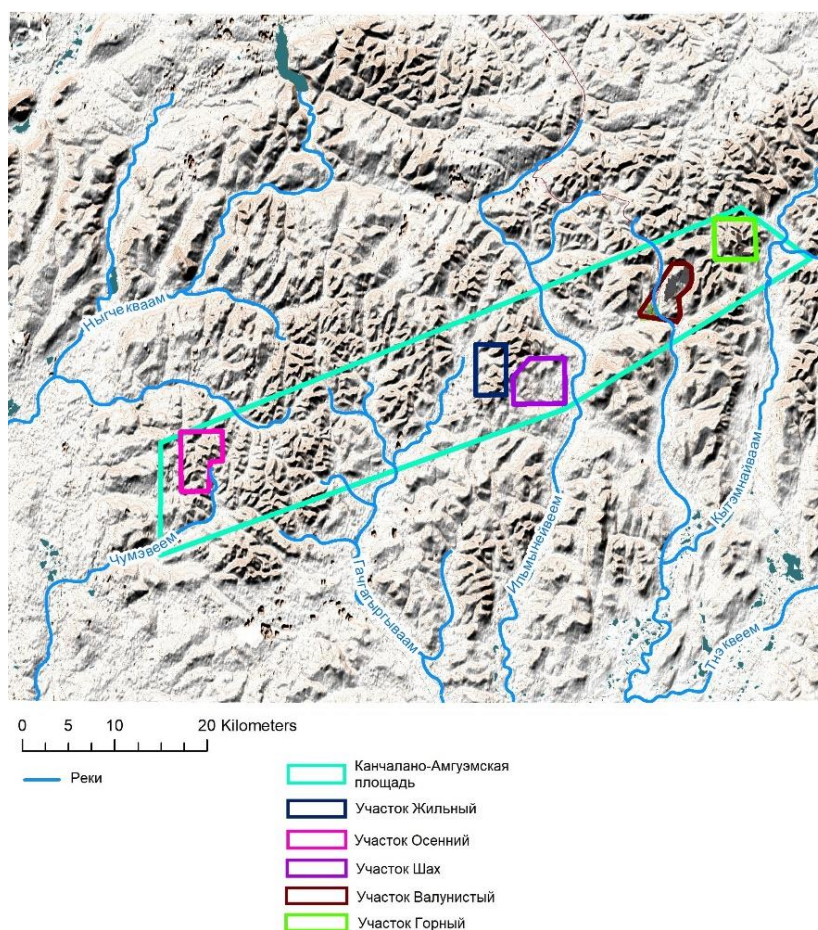 Ныгчекваам
Чумэвеем
Гачгагыргываам
Ильмынейвеем
Кытэмнайваам
Тнэквеем
0 5 10 20 Kilometers
Реки
Канчалано-Амгуэмская
площадь
Участок Жильный
Участок Осенний
Участок Шах
Участок Валунистый
Участок Горный